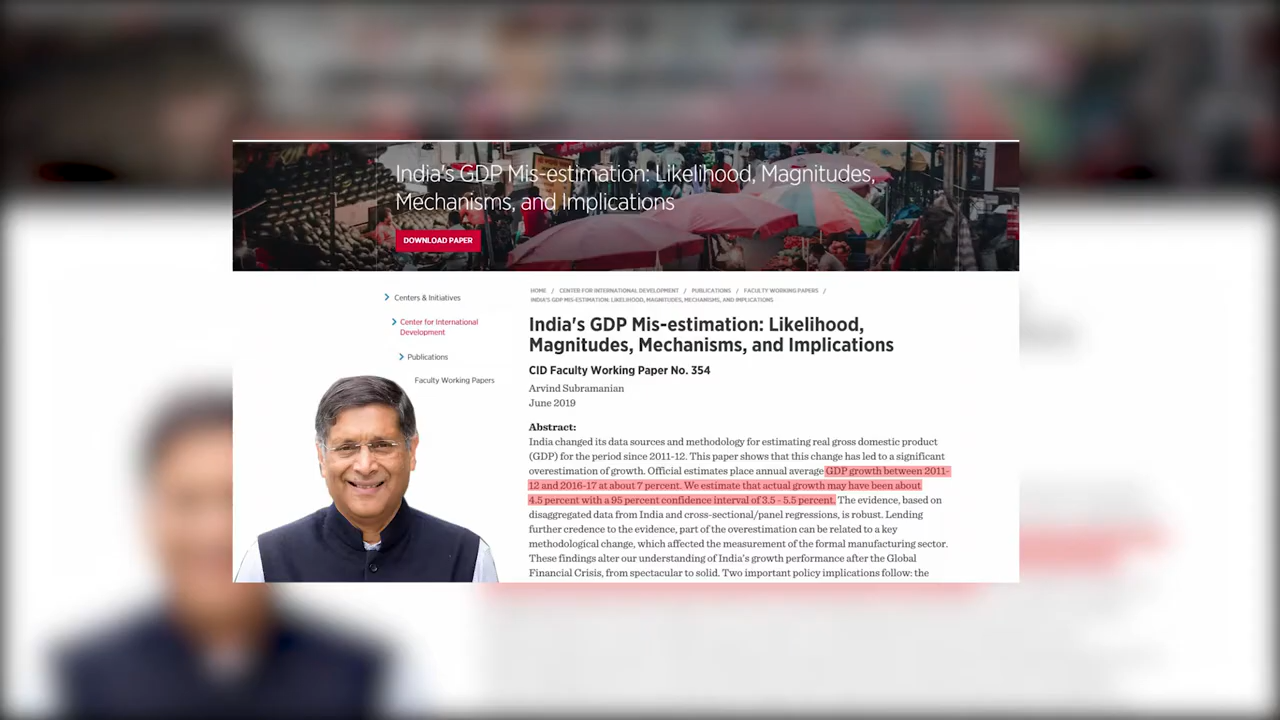 India's GDP Mis-estimation: Likelihood, Magnitudes,
Mechanisms, and Implications
DOWNLOAD PAPER
Centers & Initiatives
Center for International
Development
Publications
Faculty Working Papers
HOME / CENTER FOR INTERNATIONAL DEVELOPMENT / PUBLICATIONS / FACULTY WORKING PAPERS /
INDIA'S GDP MIS-ESTIMATION: LIKELIHOOD, MAGNITUDES, MECHANISMS, AND IMPLICATIONS
India's GDP Mis-estimation: Likelihood,
Magnitudes, Mechanisms, and Implications
CID Faculty Working Paper No. 354
Arvind Subramanian
June 2019
Abstract:
India changed its data sources and methodology for estimating real gross domestic product
(GDP) for the period since 2011-12. This paper shows that this change has led to a significant
overestimation of growth. Official estimates place annual average GDP growth between 2011-
12 and 2016-17 at about 7 percent. We estimate that actual growth may have been about
4.5 percent with a 95 percent confidence interval of 3.5 - 5.5 percent. The evidence, based on
disaggregated data from India and cross-sectional/panel regressions, is robust. Lending
further credence to the evidence, part of the overestimation can be related to a key
methodological change, which affected the measurement of the formal manufacturing sector.
These findings alter our understanding of India's growth performance after the Global
Financial Crisis, from spectacular to solid. Two important policy implications follow: the